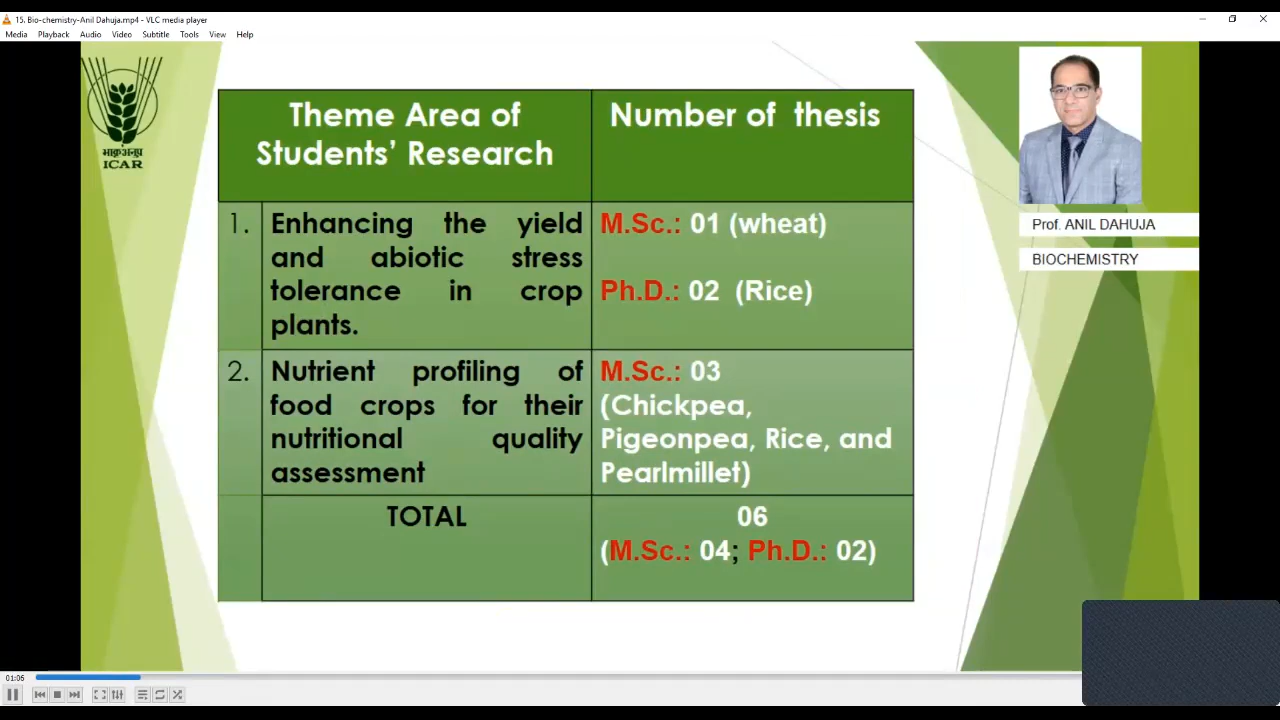 15. Bio-chemistry-Anil Dahuja.mp4 - VLC media player
Media Playback Audio Video Subtitle Tools View Help
भाकृअनुप
ICAR
Theme Area of
Students’ Research
Number of thesis
1. Enhancing the yield
and abiotic stress
tolerance in crop
plants.
M.Sc.: 01 (wheat)
Ph.D.: 02 (Rice)
2. Nutrient profiling of
food crops for their
nutritional quality
assessment
M.Sc.: 03
(Chickpea,
Pigeonpea, Rice, and
Pearlmillet)
TOTAL
06
(M.Sc.: 04; Ph.D.: 02)
Prof. ANIL DAHUJA
BIOCHEMISTRY
01:06